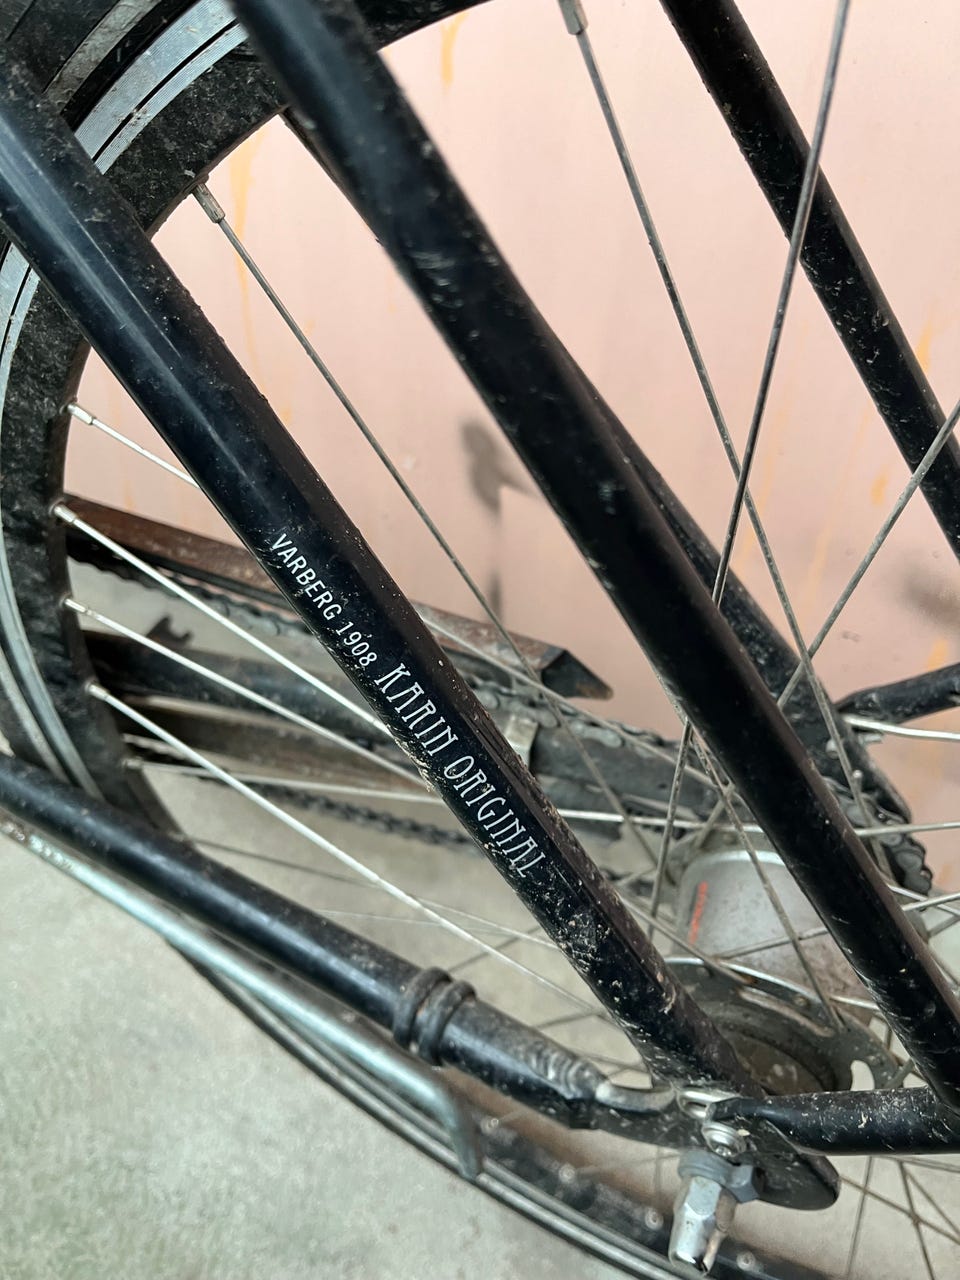 VARBERG 1908 KARIN ORIGINAL